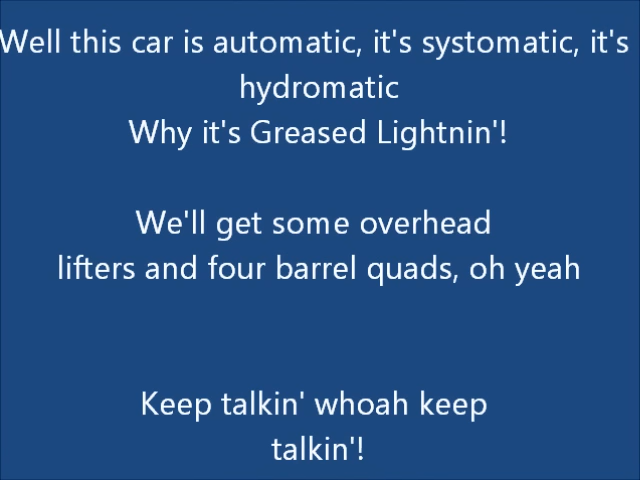 Well this car is automatic, it's systomatic, it's
hydromatic
Why it's Greased Lightnin'!
We'll get some overhead
lifters and four barrel quads, oh yeah
Keep talkin' whoah keep
talkin'!